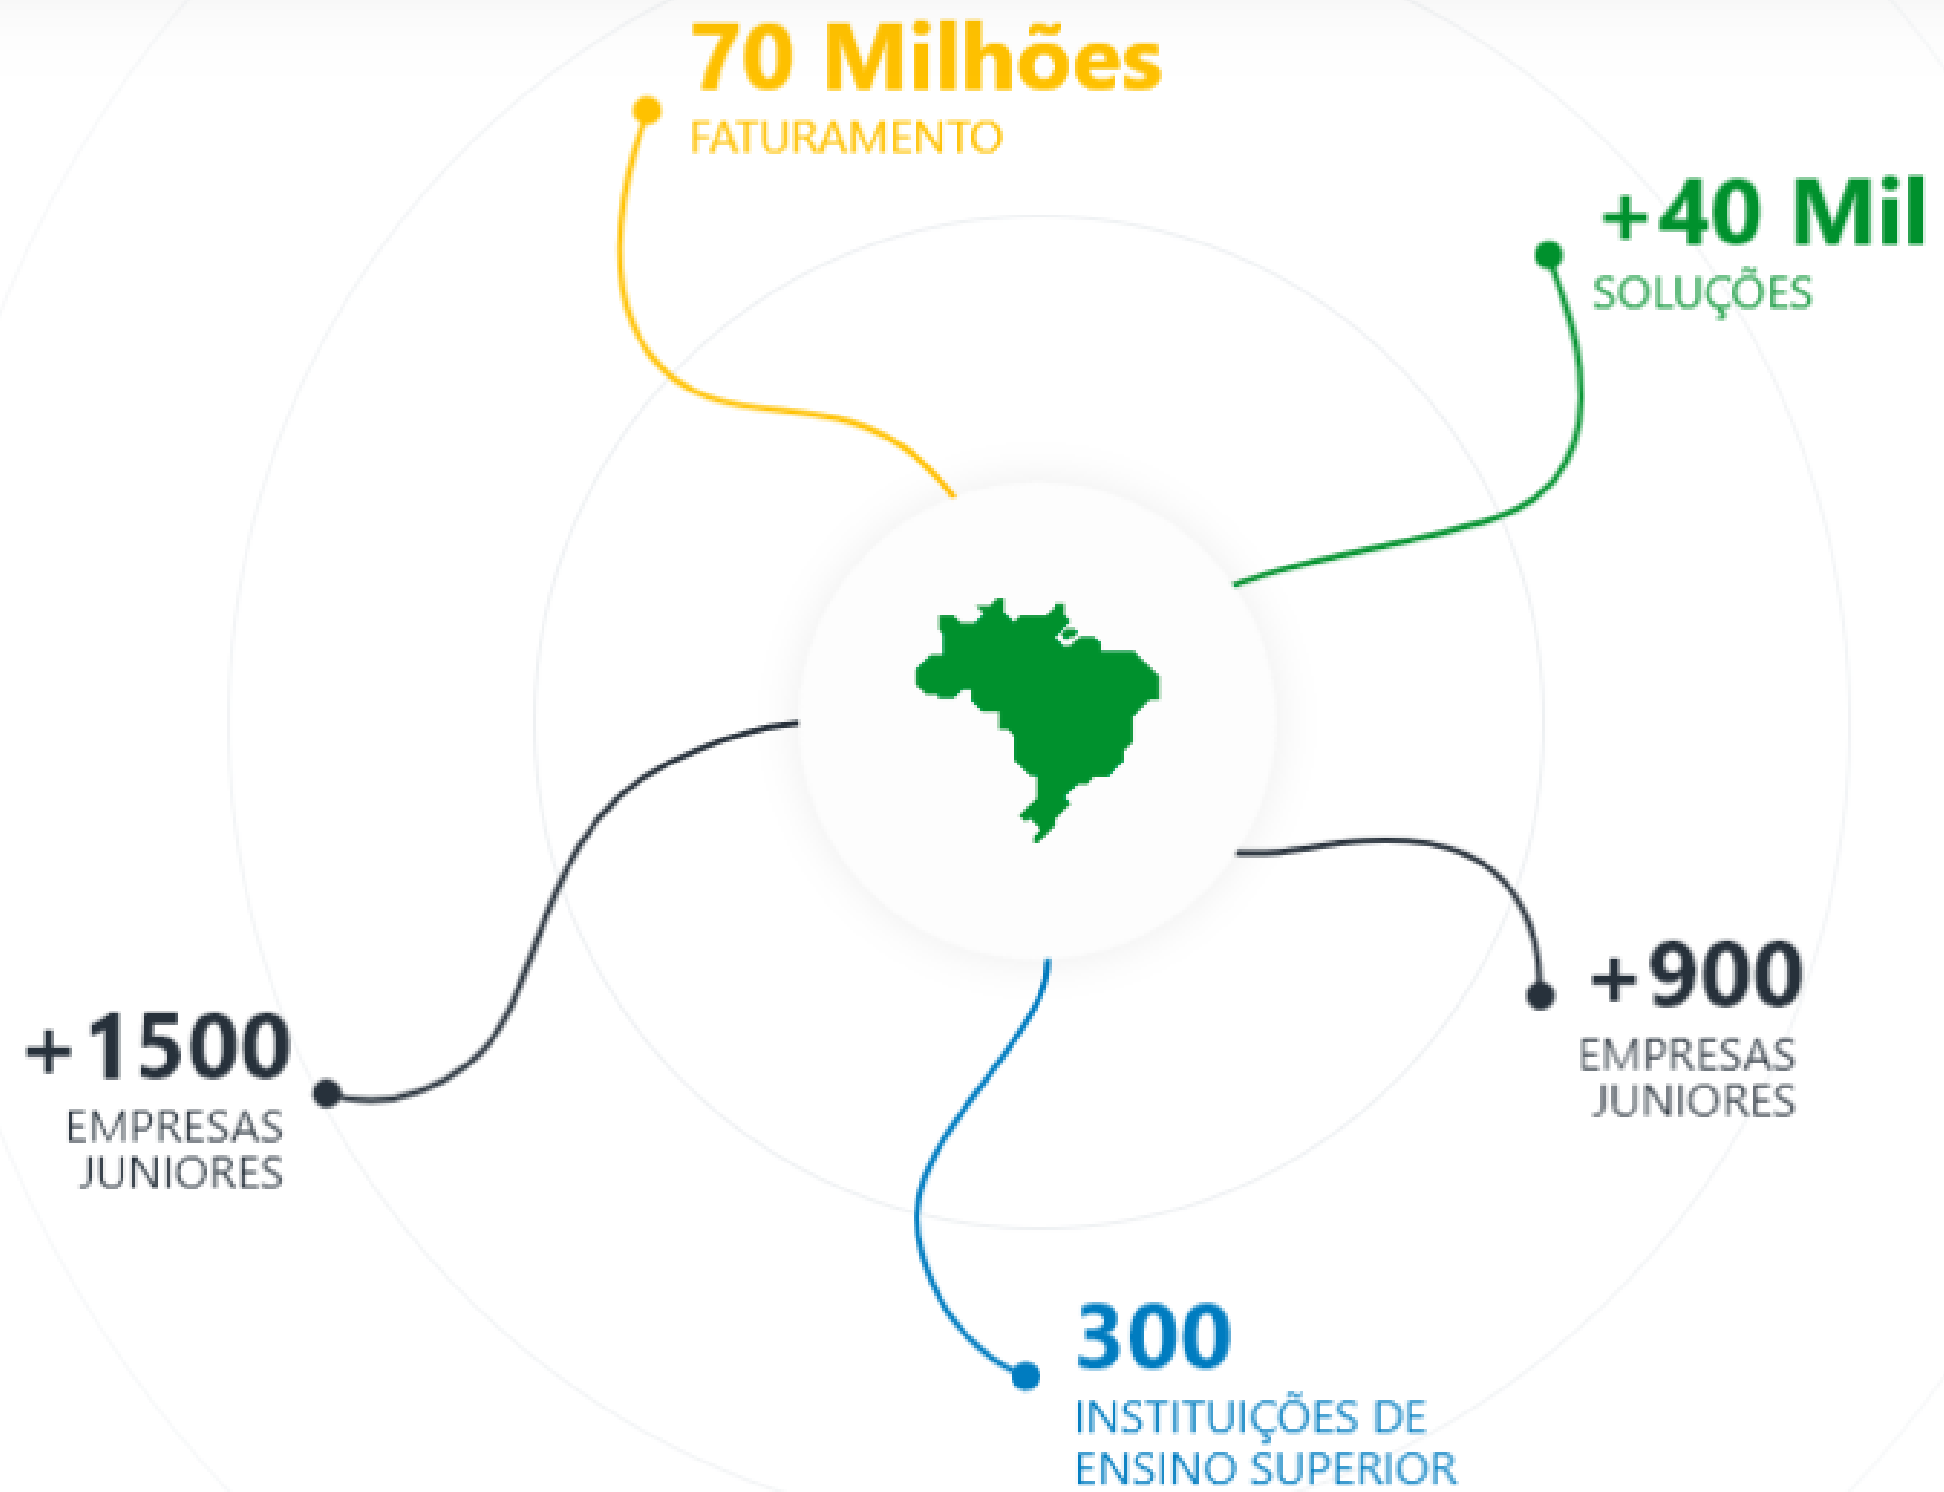 70 Milhões
FATURAMENTO
+40 Mil
SOLUÇÕES
+900
EMPRESAS
JUNIORES
+1500
EMPRESAS
JUNIORES
300
INSTITUIÇÕES DE
ENSINO SUPERIOR